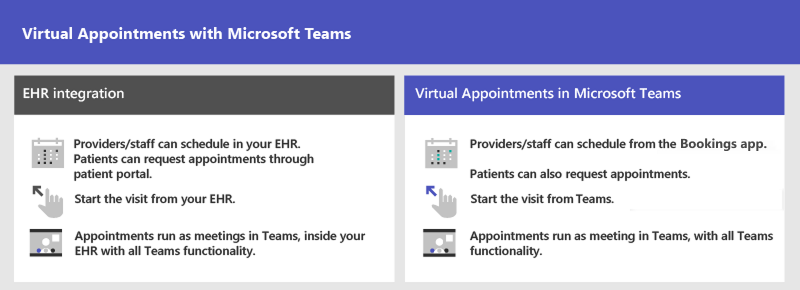 Virtual Appointments with Microsoft Teams
EHR integration
Providers/staff can schedule in your EHR.
Patients can request appointments through
patient portal.
Start the visit from your EHR.
Appointments run as meetings in Teams, inside your
EHR with all Teams functionality.
Virtual Appointments in Microsoft Teams
Providers/staff can schedule from the Bookings app.
Patients can also request appointments.
Start the visit from Teams.
Appointments run as meeting in Teams, with all Teams
functionality.